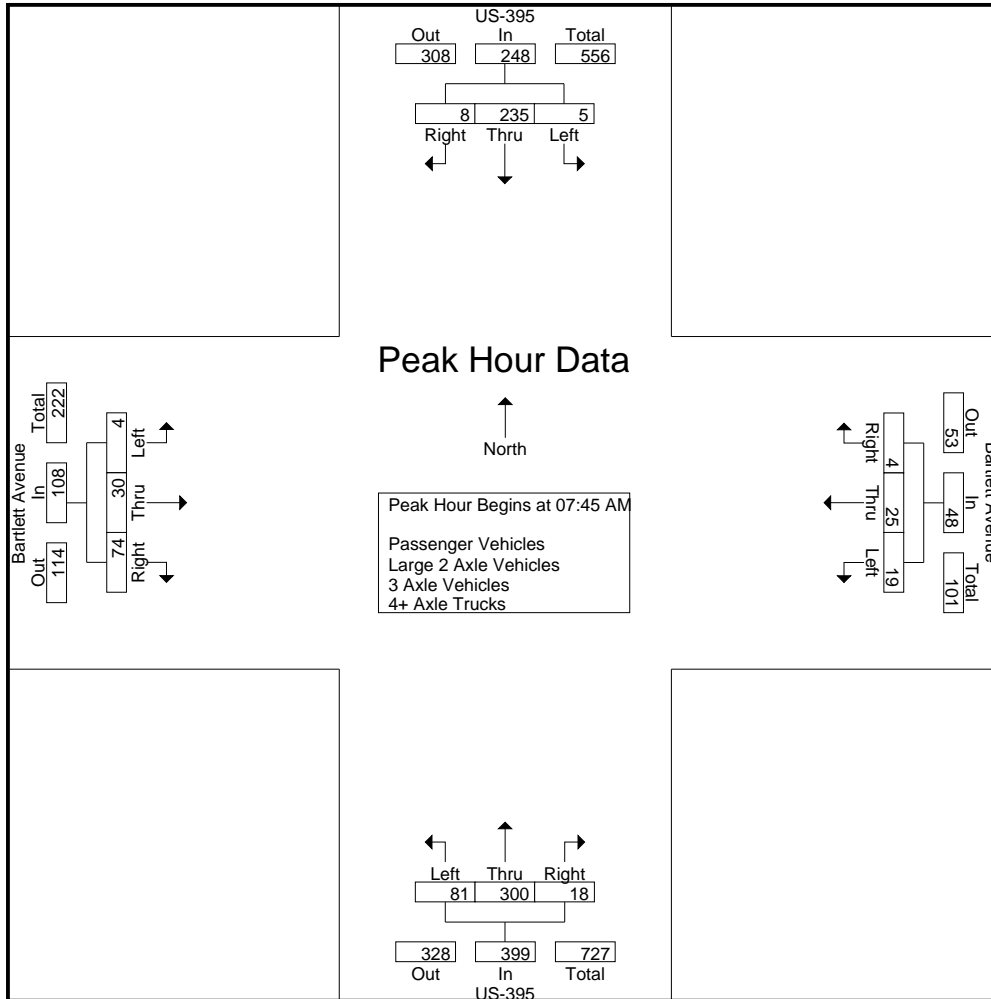 US-395
Out In Total
308 248 556
8 235 5
Right Thru Left
Peak Hour Data
North
Peak Hour Begins at 07:45 AM
Passenger Vehicles
Large 2 Axle Vehicles
3 Axle Vehicles
4+ Axle Trucks
Bartlett Avenue
Total In Out
222 108 114
4 30 74
Left Thru Right
Bartlett Avenue
Out In Total
53 48 101
4 25 19
Right Thru Left
Left Thru Right
81 300 18
328 399 727
Out In Total
US-395